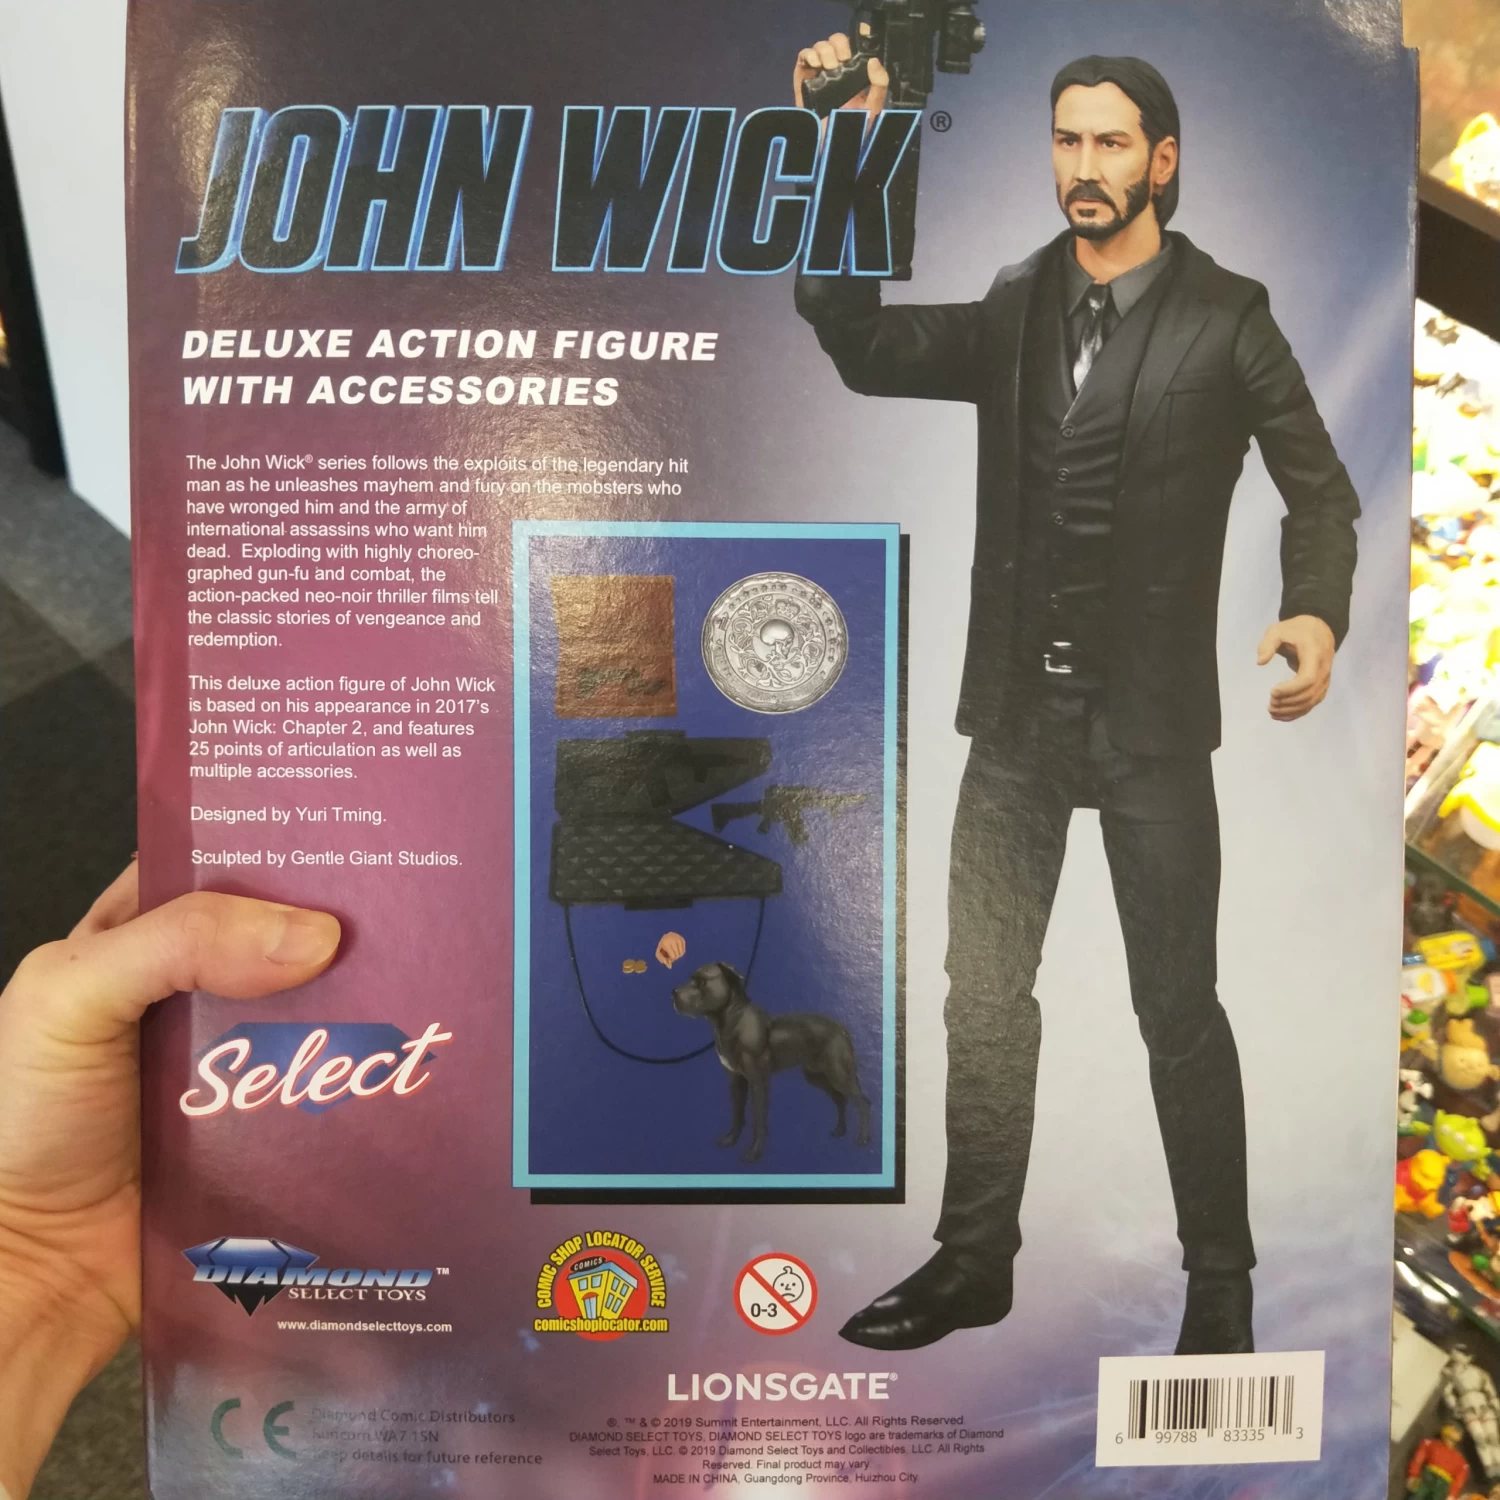 JOHN WICK®
DELUXE ACTION FIGURE
WITH ACCESSORIES
The John Wick® series follows the exploits of the legendary hit
man as he unleashes mayhem and fury on the mobsters who
have wronged him and the army of
international assassins who want him
dead. Exploding with highly choreo-
graphed gun-fu and combat, the
action-packed neo-noir thriller films tell
the classic stories of vengeance and
redemption.
This deluxe action figure of John Wick
is based on his appearance in 2017's
John Wick: Chapter 2, and features
25 points of articulation as well as
multiple accessories.
Designed by Yuri Tming.
Sculpted by Gentle Giant Studios.
Select
DIAMOND™
SELECT TOYS
www.diamondselecttoys.com
COMIC SHOP LOCATOR SERVICE
COMICS
comicshoplocator.com
0-3
LIONSGATE®
CE
Diamond Comic Distributors
Runcorn WA7 1SN
Keep details for future reference
®, ™ & © 2019 Summit Entertainment, LLC. All Rights Reserved.
DIAMOND SELECT TOYS, DIAMOND SELECT TOYS logo are trademarks of Diamond
Select Toys, LLC. © 2019 Diamond Select Toys and Collectibles, LLC. All Rights
Reserved. Final product may vary.
MADE IN CHINA, Guangdong Province, Huizhou City
6 99788 83335 3